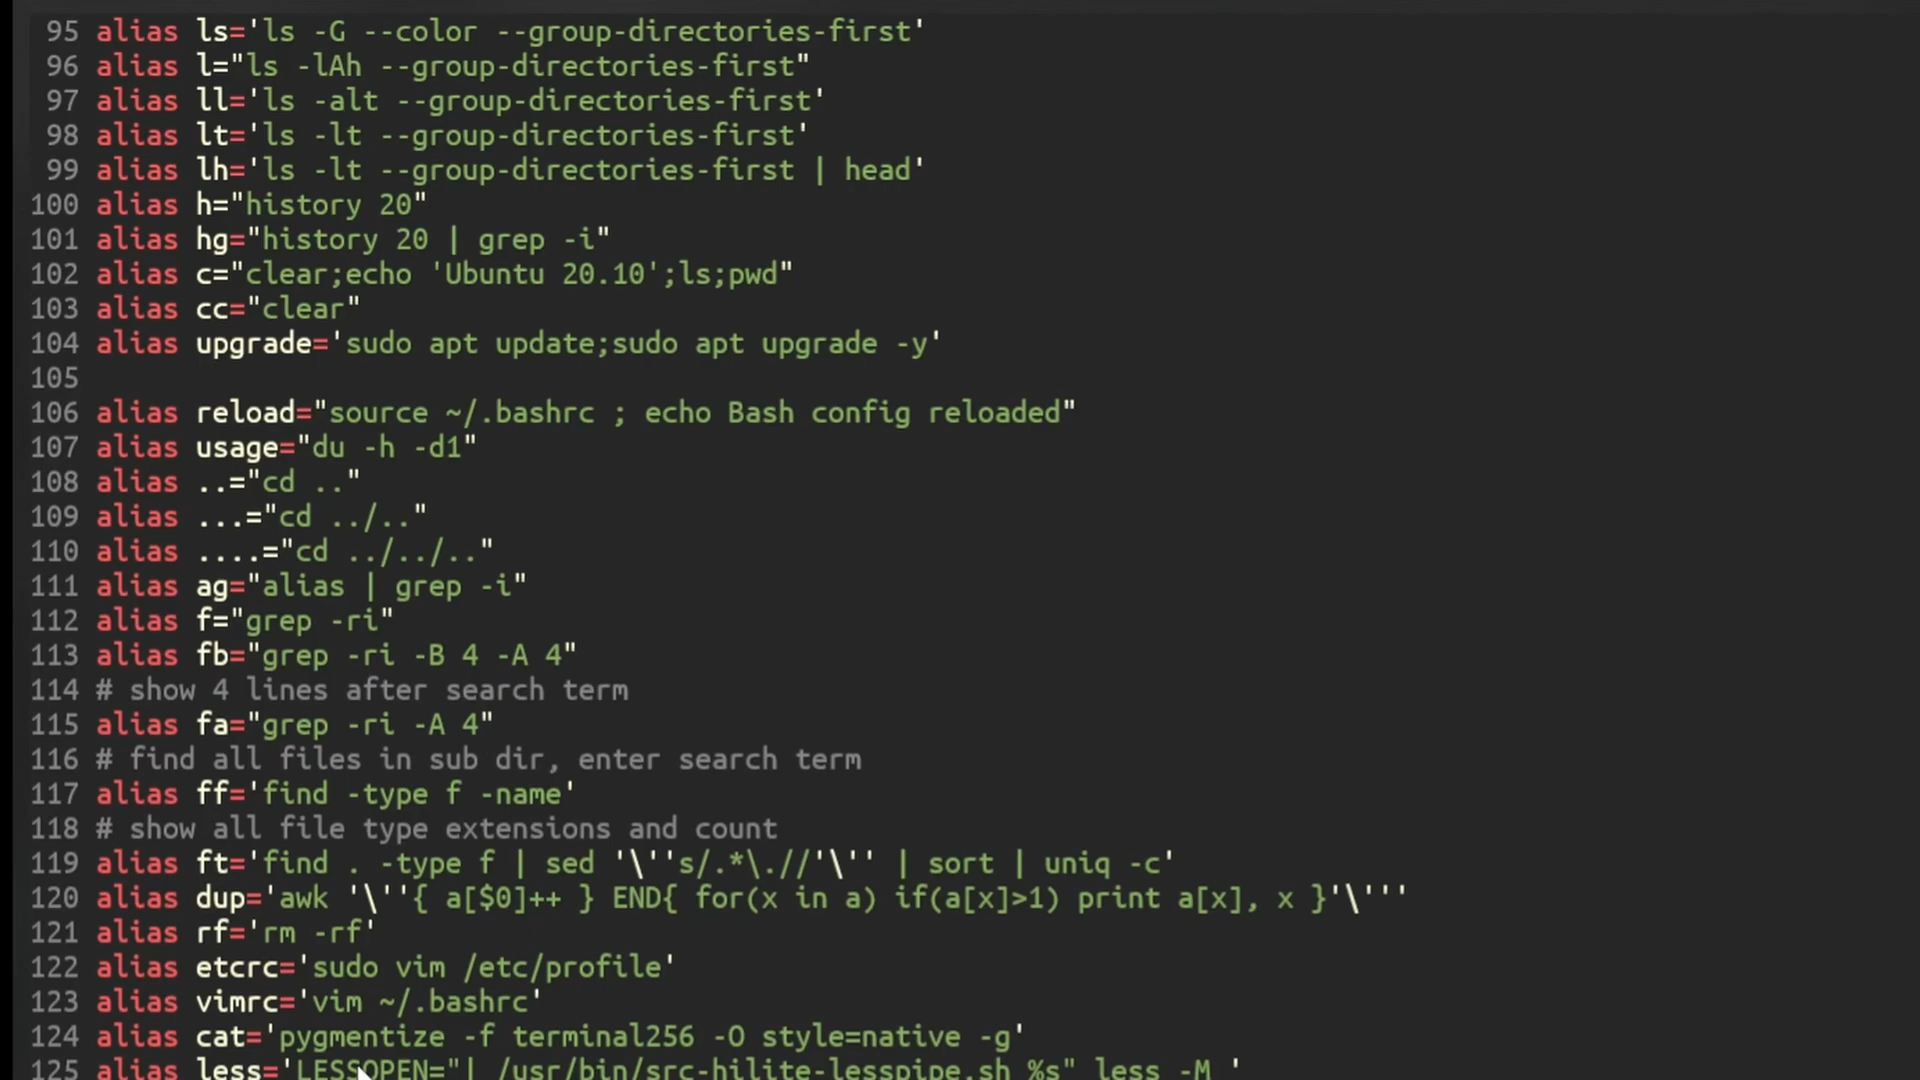 95 alias ls='ls -G --color --group-directories-first'
96 alias l="ls -lAh --group-directories-first"
97 alias ll='ls -alt --group-directories-first'
98 alias lt='ls -lt --group-directories-first'
99 alias lh='ls -lt --group-directories-first | head'
100 alias h="history 20"
101 alias hg="history 20 | grep -i"
102 alias c="clear;echo 'Ubuntu 20.10';ls;pwd"
103 alias cc="clear"
104 alias upgrade='sudo apt update;sudo apt upgrade -y'
105
106 alias reload="source ~/.bashrc ; echo Bash config reloaded"
107 alias usage="du -h -d1"
108 alias ..="cd .."
109 alias ...="cd ../.."
110 alias ....="cd ../../.."
111 alias ag="alias | grep -i"
112 alias f="grep -ri"
113 alias fb="grep -ri -B 4 -A 4"
114 # show 4 lines after search term
115 alias fa="grep -ri -A 4"
116 # find all files in sub dir, enter search term
117 alias ff='find -type f -name'
118 # show all file type extensions and count
119 alias ft='find . -type f | sed '\''s/.*\.//'\'' | sort | uniq -c'
120 alias dup='awk '\''{ a[$0]++ } END{ for(x in a) if(a[x]>1) print a[x], x }'\'''
121 alias rf='rm -rf'
122 alias etcrc='sudo vim /etc/profile'
123 alias vimrc='vim ~/.bashrc'
124 alias cat='pygmentize -f terminal256 -O style=native -g'
125 alias less='LESSOPEN="| /usr/bin/src-hilite-lesspipe.sh %s" less -M '